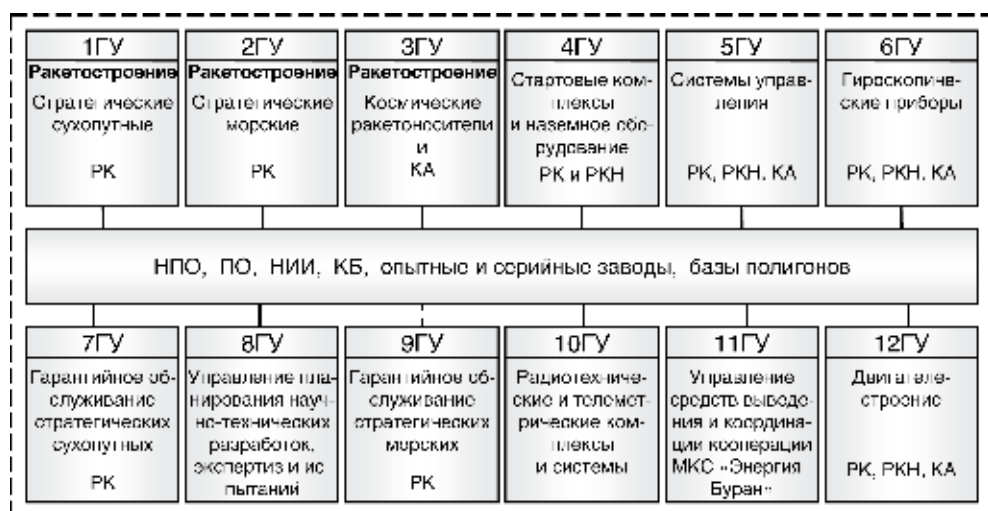 1ГУ
Ракетостроение
Стратегические
сухопутные
РК
2ГУ
Ракетостроение
Стратегические
морские
РК
3ГУ
Ракетостроение
Космические
ракетоносители
и
КА
4ГУ
Стартовые ком-
плексы
и наземное обо-
рудование
РК и РКН
5ГУ
Системы управ-
ления
РК, РКН, КА
6ГУ
Гироскопиче-
ские приборы
РК, РКН, КА
НПО, ПО, НИИ, КБ, опытные и серийные заводы, базы полигонов
7ГУ
Гарантийное об-
служивание
стратегических
сухопутных
РК
8ГУ
Управление пла-
нирования науч-
но-технических
разработок,
экспертиз и ис
пытаний
9ГУ
Гарантийное об-
служивание
стратегических
морских
РК
10ГУ
Радиотехниче-
ские и телемет-
рические ком-
плексы
и системы
11ГУ
Управление
средств выведе-
ния и координа-
ции кооперации
МКС «Энергия
Буран»
12ГУ
Двигателе-
строение
РК, РКН, КА